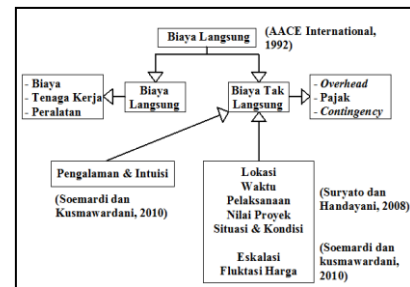 Biaya Langsung
(AACE International,
1992)
- Biaya
- Tenaga Kerja
- Peralatan
Biaya
Langsung
Biaya Tak
Langsung
- Overhead
- Pajak
- Contingency
Pengalaman & Intuisi
(Soemardi dan
Kusmawardani, 2010)
Lokasi
Waktu
Pelaksanaan
Nilai Proyek
Situasi & Kondisi
Eskalasi
Fluktasi Harga
(Suryato dan
Handayani, 2008)
(Soemardi dan
kusmawardani,
2010)